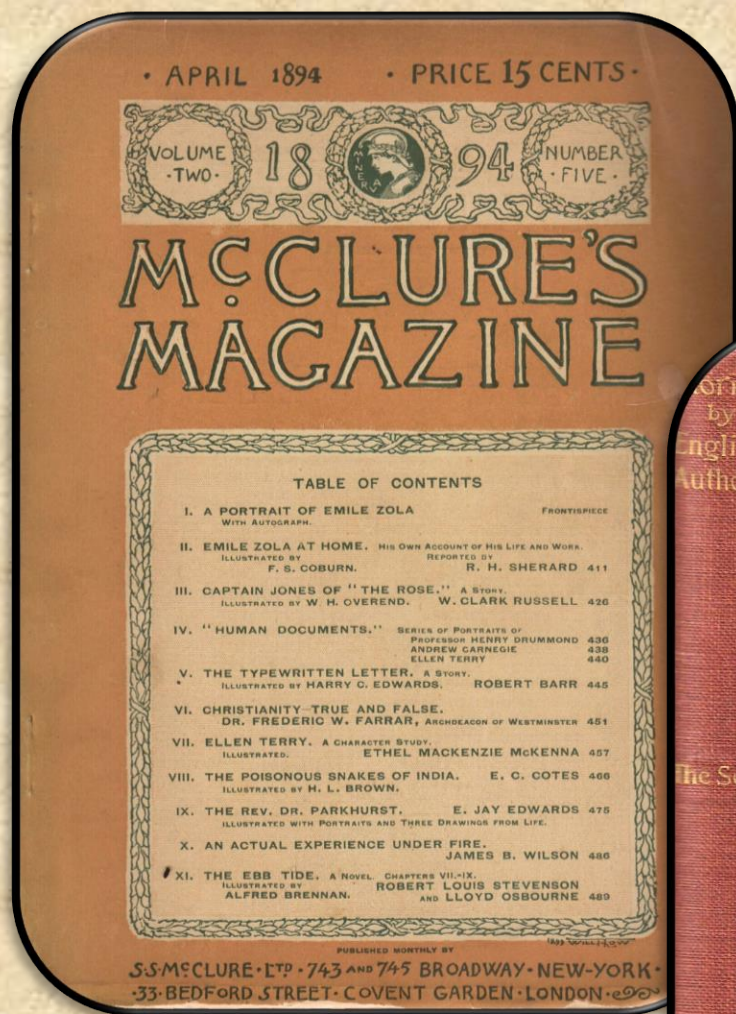 · APRIL 1894 · PRICE 15 CENTS ·
VOLUME
·TWO·
18
MINERVA
94
NUMBER
·FIVE·
McCLURE'S
MAGAZINE
TABLE OF CONTENTS
I. A PORTRAIT OF EMILE ZOLA FRONTISPIECE
WITH AUTOGRAPH.
II. EMILE ZOLA AT HOME. HIS OWN ACCOUNT OF HIS LIFE AND WORK.
ILLUSTRATED BY REPORTED BY
F. S. COBURN. R. H. SHERARD 411
III. CAPTAIN JONES OF "THE ROSE." A STORY.
ILLUSTRATED BY W. H. OVEREND. W. CLARK RUSSELL 426
IV. "HUMAN DOCUMENTS." SERIES OF PORTRAITS OF
PROFESSOR HENRY DRUMMOND 436
ANDREW CARNEGIE 438
ELLEN TERRY 440
V. THE TYPEWRITTEN LETTER. A STORY.
ILLUSTRATED BY HARRY C. EDWARDS. ROBERT BARR 445
VI. CHRISTIANITY TRUE AND FALSE.
DR. FREDERIC W. FARRAR, ARCHDEACON OF WESTMINSTER 451
VII. ELLEN TERRY. A CHARACTER STUDY.
ILLUSTRATED. ETHEL MACKENZIE McKENNA 457
VIII. THE POISONOUS SNAKES OF INDIA. E. C. COTES 466
ILLUSTRATED BY H. L. BROWN.
IX. THE REV. DR. PARKHURST. E. JAY EDWARDS 475
ILLUSTRATED WITH PORTRAITS AND THREE DRAWINGS FROM LIFE.
X. AN ACTUAL EXPERIENCE UNDER FIRE.
JAMES B. WILSON 486
XI. THE EBB TIDE. A NOVEL. CHAPTERS VII.-IX.
ILLUSTRATED BY ROBERT LOUIS STEVENSON
ALFRED BRENNAN. AND LLOYD OSBOURNE 489
PUBLISHED MONTHLY BY
S·S·McCLURE·LTD·743 AND 745 BROADWAY·NEW-YORK·
·33·BEDFORD STREET·COVENT GARDEN·LONDON·
by
Engli
Autho
The S